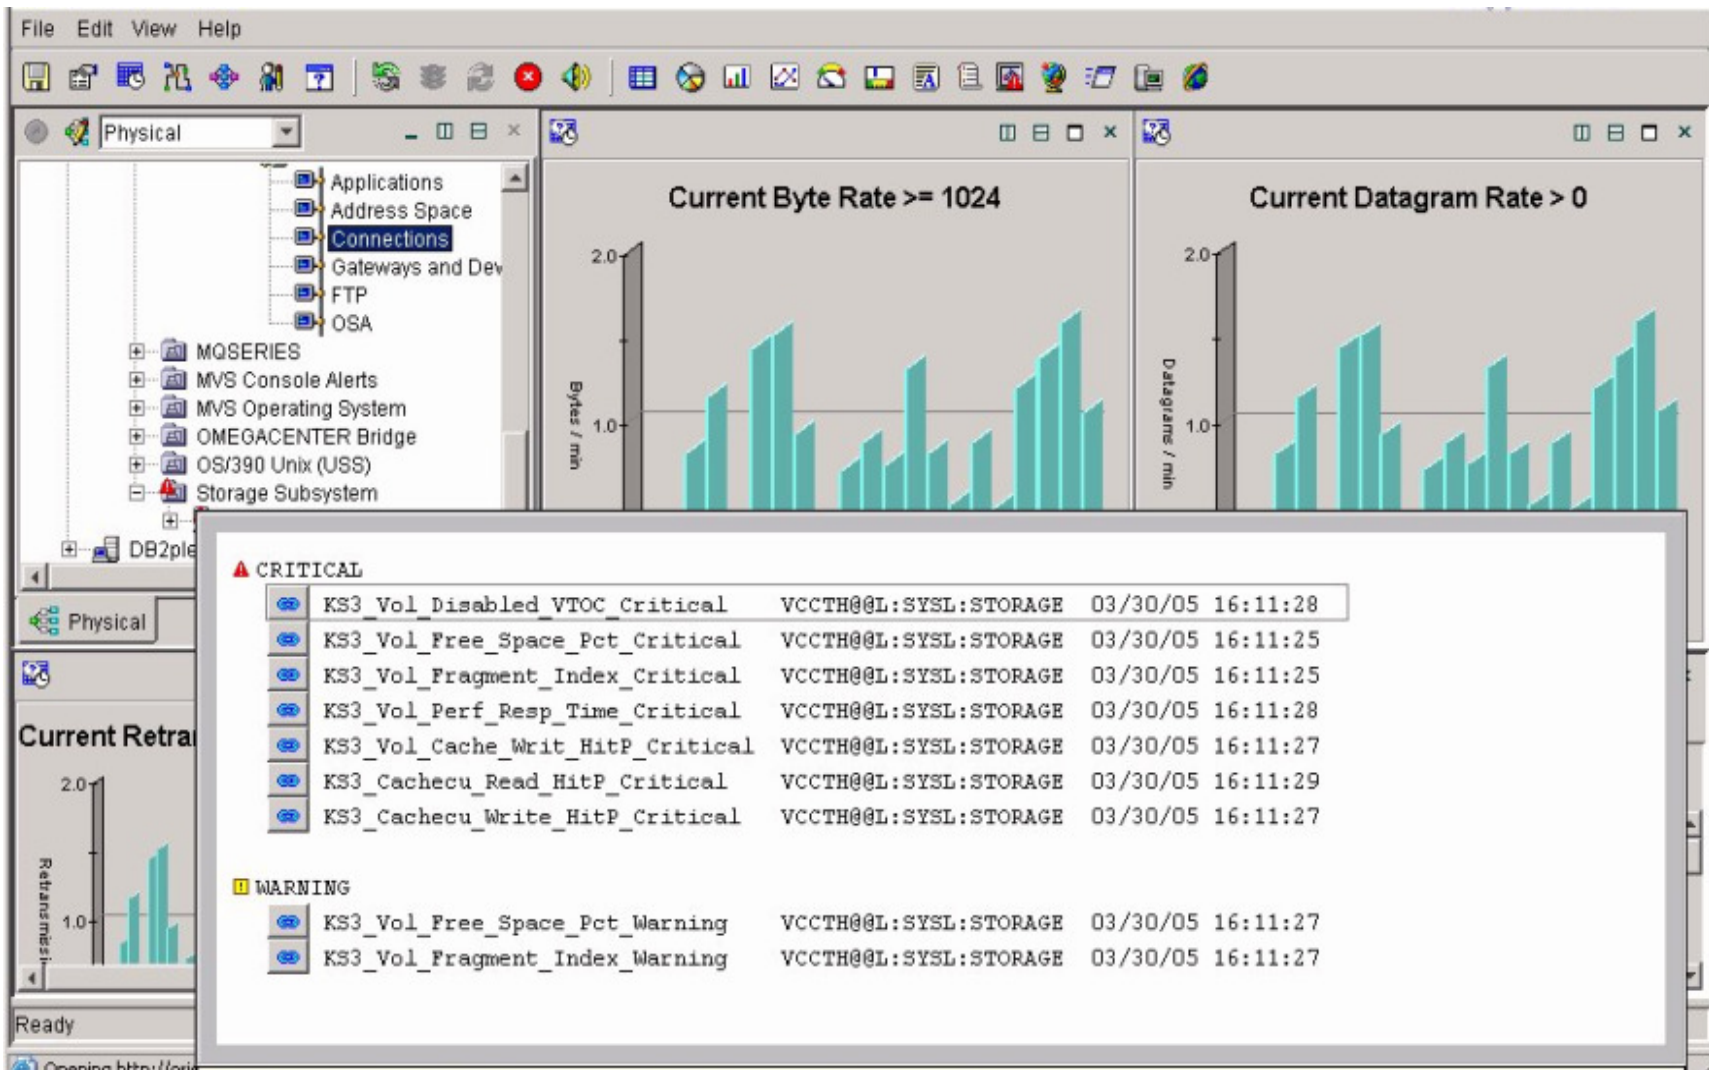 File Edit View Help
Physical
Applications
Address Space
Connections
Gateways and Dev
FTP
OSA
MQSERIES
MVS Console Alerts
MVS Operating System
OMEGACENTER Bridge
OS/390 Unix (USS)
Storage Subsystem
DB2ple
Physical
Current Byte Rate >= 1024
2.0
1.0
Bytes / min
Current Datagram Rate > 0
2.0
1.0
Datagrams / min
Current Retra
2.0
1.0
Retransmissi
CRITICAL
KS3_Vol_Disabled_VTOC_Critical VCCTH@@L:SYSL:STORAGE 03/30/05 16:11:28
KS3_Vol_Free_Space_Pct_Critical VCCTH@@L:SYSL:STORAGE 03/30/05 16:11:25
KS3_Vol_Fragment_Index_Critical VCCTH@@L:SYSL:STORAGE 03/30/05 16:11:25
KS3_Vol_Perf_Resp_Time_Critical VCCTH@@L:SYSL:STORAGE 03/30/05 16:11:28
KS3_Vol_Cache_Writ_HitP_Critical VCCTH@@L:SYSL:STORAGE 03/30/05 16:11:27
KS3_Cachecu_Read_HitP_Critical VCCTH@@L:SYSL:STORAGE 03/30/05 16:11:29
KS3_Cachecu_Write_HitP_Critical VCCTH@@L:SYSL:STORAGE 03/30/05 16:11:27
WARNING
KS3_Vol_Free_Space_Pct_Warning VCCTH@@L:SYSL:STORAGE 03/30/05 16:11:27
KS3_Vol_Fragment_Index_Warning VCCTH@@L:SYSL:STORAGE 03/30/05 16:11:27
Ready
Opening http://